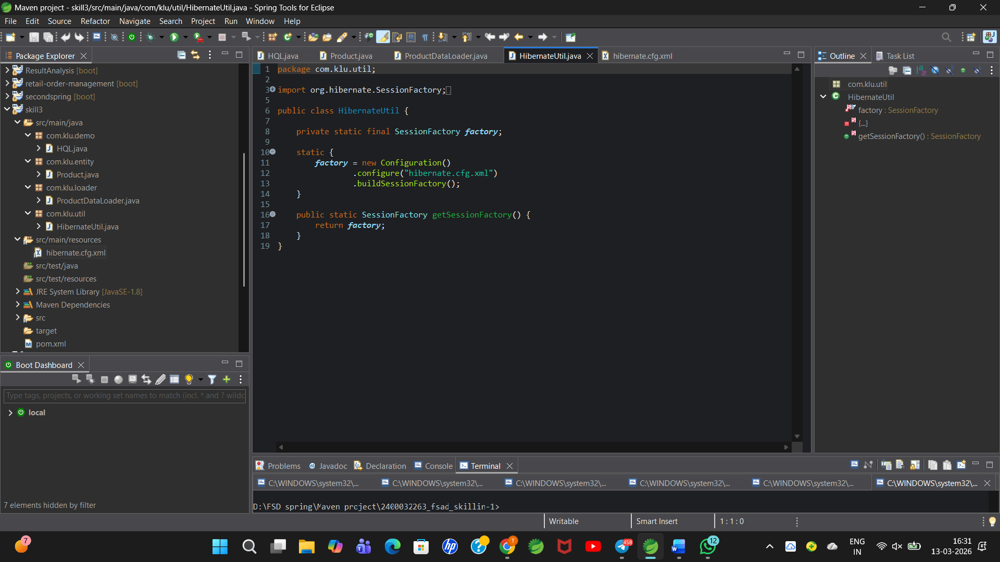 Maven project - skill3/src/main/java/com/klu/util/HibernateUtil.java - Spring Tools for Eclipse
File Edit Source Refactor Navigate Search Project Run Window Help
Package Explorer
ResultAnalysis [boot]
retail-order-management [boot]
secondspring [boot]
skill3
src/main/java
com.klu.demo
HQL.java
com.klu.entity
Product.java
com.klu.loader
ProductDataLoader.java
com.klu.util
HibernateUtil.java
src/main/resources
hibernate.cfg.xml
src/test/java
src/test/resources
JRE System Library [JavaSE-1.8]
Maven Dependencies
src
target
pom.xml
Boot Dashboard
Type tags, projects, or working set names to match (incl. * and ? wildc
local
7 elements hidden by filter
HQL.java Product.java ProductDataLoader.java HibernateUtil.java hibernate.cfg.xml
1 package com.klu.util;
2
3 import org.hibernate.SessionFactory;
5
6 public class HibernateUtil {
7
8 private static final SessionFactory factory;
9
10 static {
11 factory = new Configuration()
12 .configure("hibernate.cfg.xml")
13 .buildSessionFactory();
14 }
15
16 public static SessionFactory getSessionFactory() {
17 return factory;
18 }
19 }
Outline Task List
com.klu.util
HibernateUtil
factory : SessionFactory
{...}
getSessionFactory() : SessionFactory
Problems Javadoc Declaration Console Terminal
C:\WINDOWS\system32\... C:\WINDOWS\system32\... C:\WINDOWS\system32\... C:\WINDOWS\system32\... C:\WINDOWS\system32\... C:\WINDOWS\system32\...
D:\FSD spring\Maven project\2400032263_fsad_skillin-1>
Writable Smart Insert 1 : 1 : 0
7
T
458
12
ENG
IN
16:31
13-03-2026